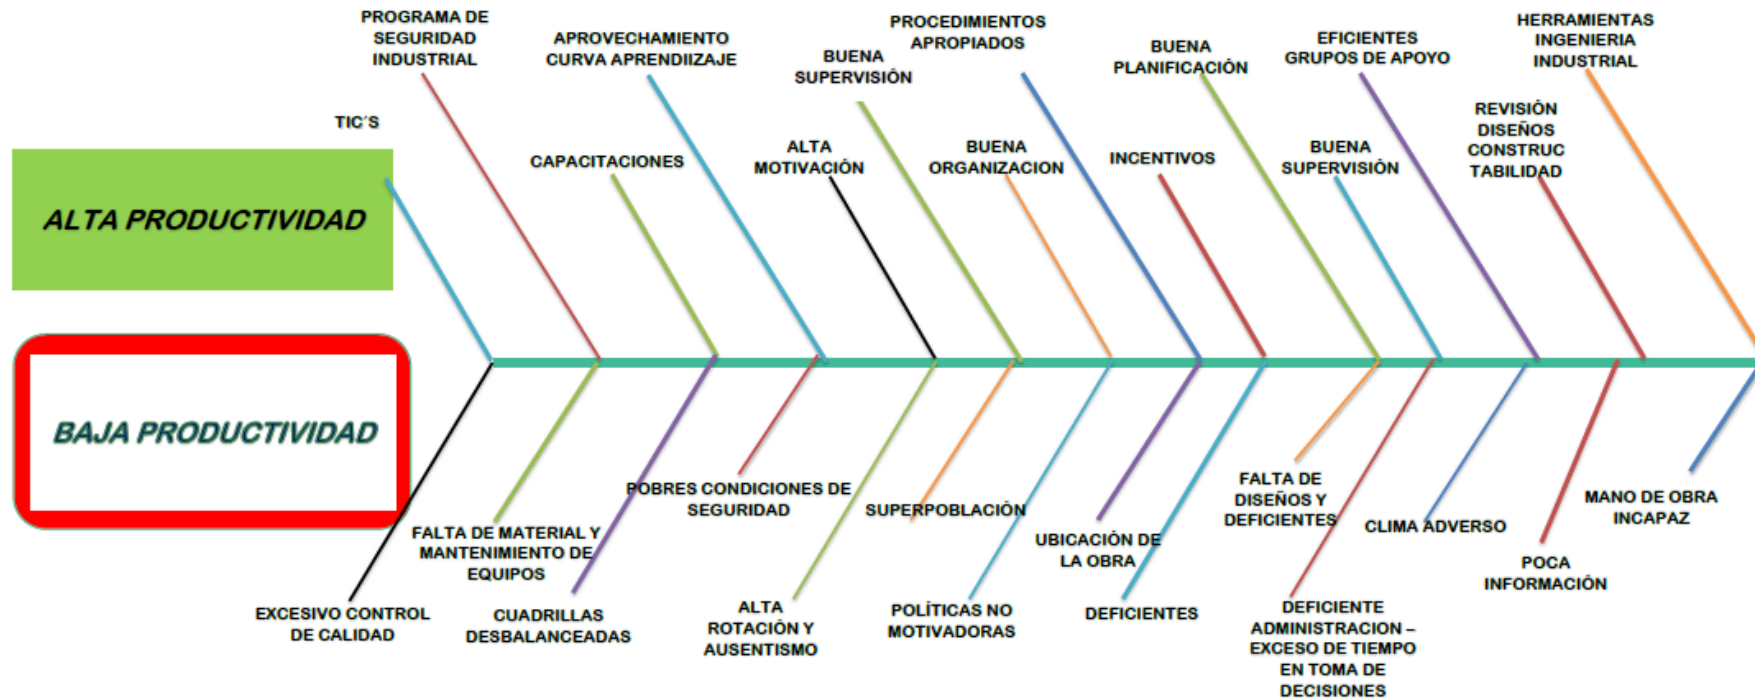 PROGRAMA DE
SEGURIDAD
INDUSTRIAL
APROVECHAMIENTO
CURVA APRENDIIZAJE
BUENA
SUPERVISIÓN
PROCEDIMIENTOS
APROPIADOS
BUENA
PLANIFICACIÓN
EFICIENTES
GRUPOS DE APOYO
HERRAMIENTAS
INGENIERIA
INDUSTRIAL
TIC´S
CAPACITACIONES
ALTA
MOTIVACIÓN
BUENA
ORGANIZACION
INCENTIVOS
BUENA
SUPERVISIÓN
REVISIÓN
DISEÑOS
CONSTRUC
TABILIDAD
ALTA PRODUCTIVIDAD
BAJA PRODUCTIVIDAD
POBRES CONDICIONES DE
SEGURIDAD
SUPERPOBLACIÓN
FALTA DE
DISEÑOS Y
DEFICIENTES
CLIMA ADVERSO
MANO DE OBRA
INCAPAZ
FALTA DE MATERIAL Y
MANTENIMIENTO DE
EQUIPOS
UBICACIÓN DE
LA OBRA
POCA
INFORMACIÓN
EXCESIVO CONTROL
DE CALIDAD
CUADRILLAS
DESBALANCEADAS
ALTA
ROTACIÓN Y
AUSENTISMO
POLÍTICAS NO
MOTIVADORAS
DEFICIENTES
DEFICIENTE
ADMINISTRACION –
EXCESO DE TIEMPO
EN TOMA DE
DECISIONES